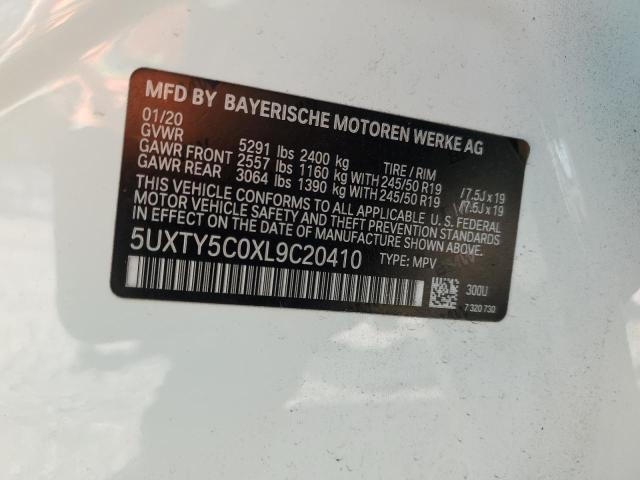 MFD BY BAYERISCHE MOTOREN WERKE AG
01/20
GVWR 5291 lbs 2400 kg TIRE / RIM
GAWR FRONT 2557 lbs 1160 kg WITH 245/50 R19 /7.5J x 19
GAWR REAR 3064 lbs 1390 kg WITH 245/50 R19 /7.5J x 19
THIS VEHICLE CONFORMS TO ALL APPLICABLE U. S. FEDERAL
MOTOR VEHICLE SAFETY AND THEFT PREVENTION STANDARDS
IN EFFECT ON THE DATE OF MANUFACTURE SHOWN ABOVE.
5UXTY5C0XL9C20410 TYPE: MPV
300U
7 320 730